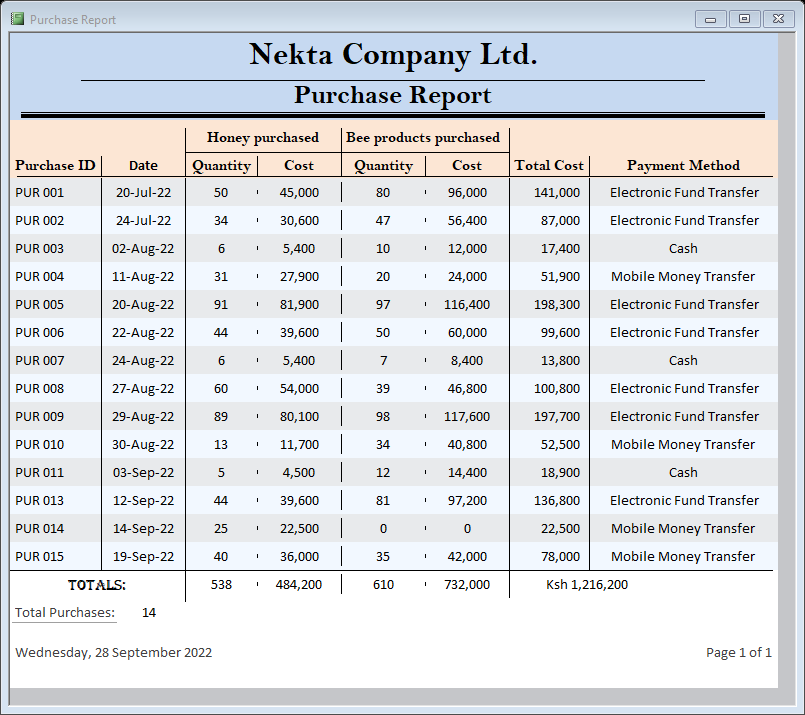 Purchase Report
Nekta Company Ltd.
Purchase Report
Honey purchased Bee products purchased
Purchase ID Date Quantity Cost Quantity Cost Total Cost Payment Method
PUR 001 20-Jul-22 50 45,000 80 96,000 141,000 Electronic Fund Transfer
PUR 002 24-Jul-22 34 30,600 47 56,400 87,000 Electronic Fund Transfer
PUR 003 02-Aug-22 6 5,400 10 12,000 17,400 Cash
PUR 004 11-Aug-22 31 27,900 20 24,000 51,900 Mobile Money Transfer
PUR 005 20-Aug-22 91 81,900 97 116,400 198,300 Electronic Fund Transfer
PUR 006 22-Aug-22 44 39,600 50 60,000 99,600 Electronic Fund Transfer
PUR 007 24-Aug-22 6 5,400 7 8,400 13,800 Cash
PUR 008 27-Aug-22 60 54,000 39 46,800 100,800 Electronic Fund Transfer
PUR 009 29-Aug-22 89 80,100 98 117,600 197,700 Electronic Fund Transfer
PUR 010 30-Aug-22 13 11,700 34 40,800 52,500 Mobile Money Transfer
PUR 011 03-Sep-22 5 4,500 12 14,400 18,900 Cash
PUR 013 12-Sep-22 44 39,600 81 97,200 136,800 Electronic Fund Transfer
PUR 014 14-Sep-22 25 22,500 0 0 22,500 Mobile Money Transfer
PUR 015 19-Sep-22 40 36,000 35 42,000 78,000 Mobile Money Transfer
TOTALS: 538 484,200 610 732,000 Ksh 1,216,200
Total Purchases: 14
Wednesday, 28 September 2022 Page 1 of 1